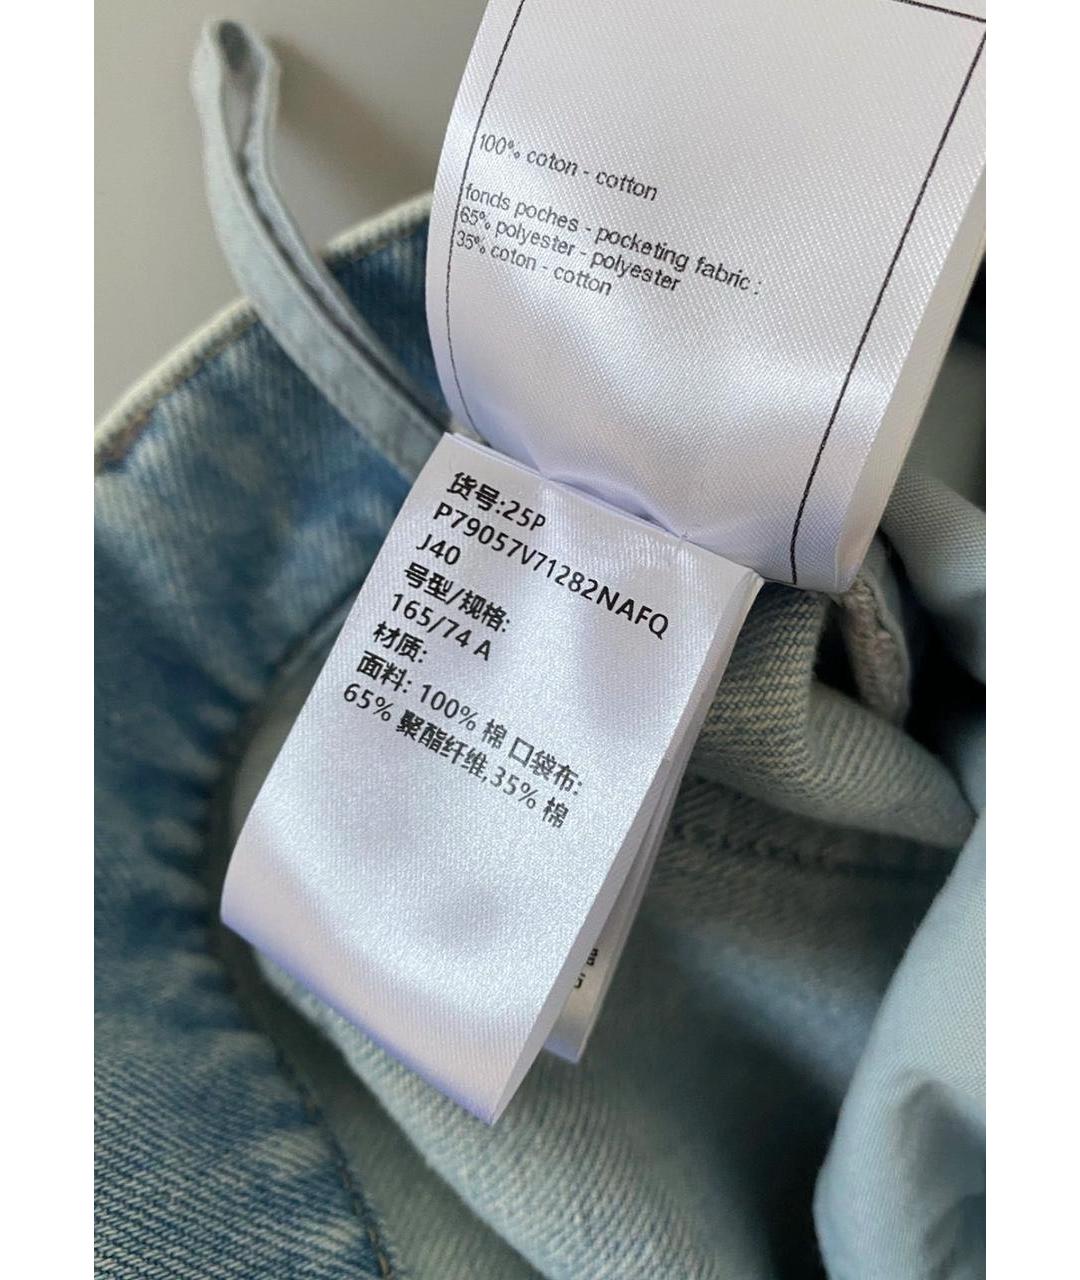 100% coton - cotton
fonds poches - pocketing fabric :
65% polyester - polyester
35% coton - cotton
货号:25P
P79057V71282NAFQ
J40
号型/规格:
165/74 A
材质:
面料: 100% 棉 口袋布:
65% 聚酯纤维,35% 棉